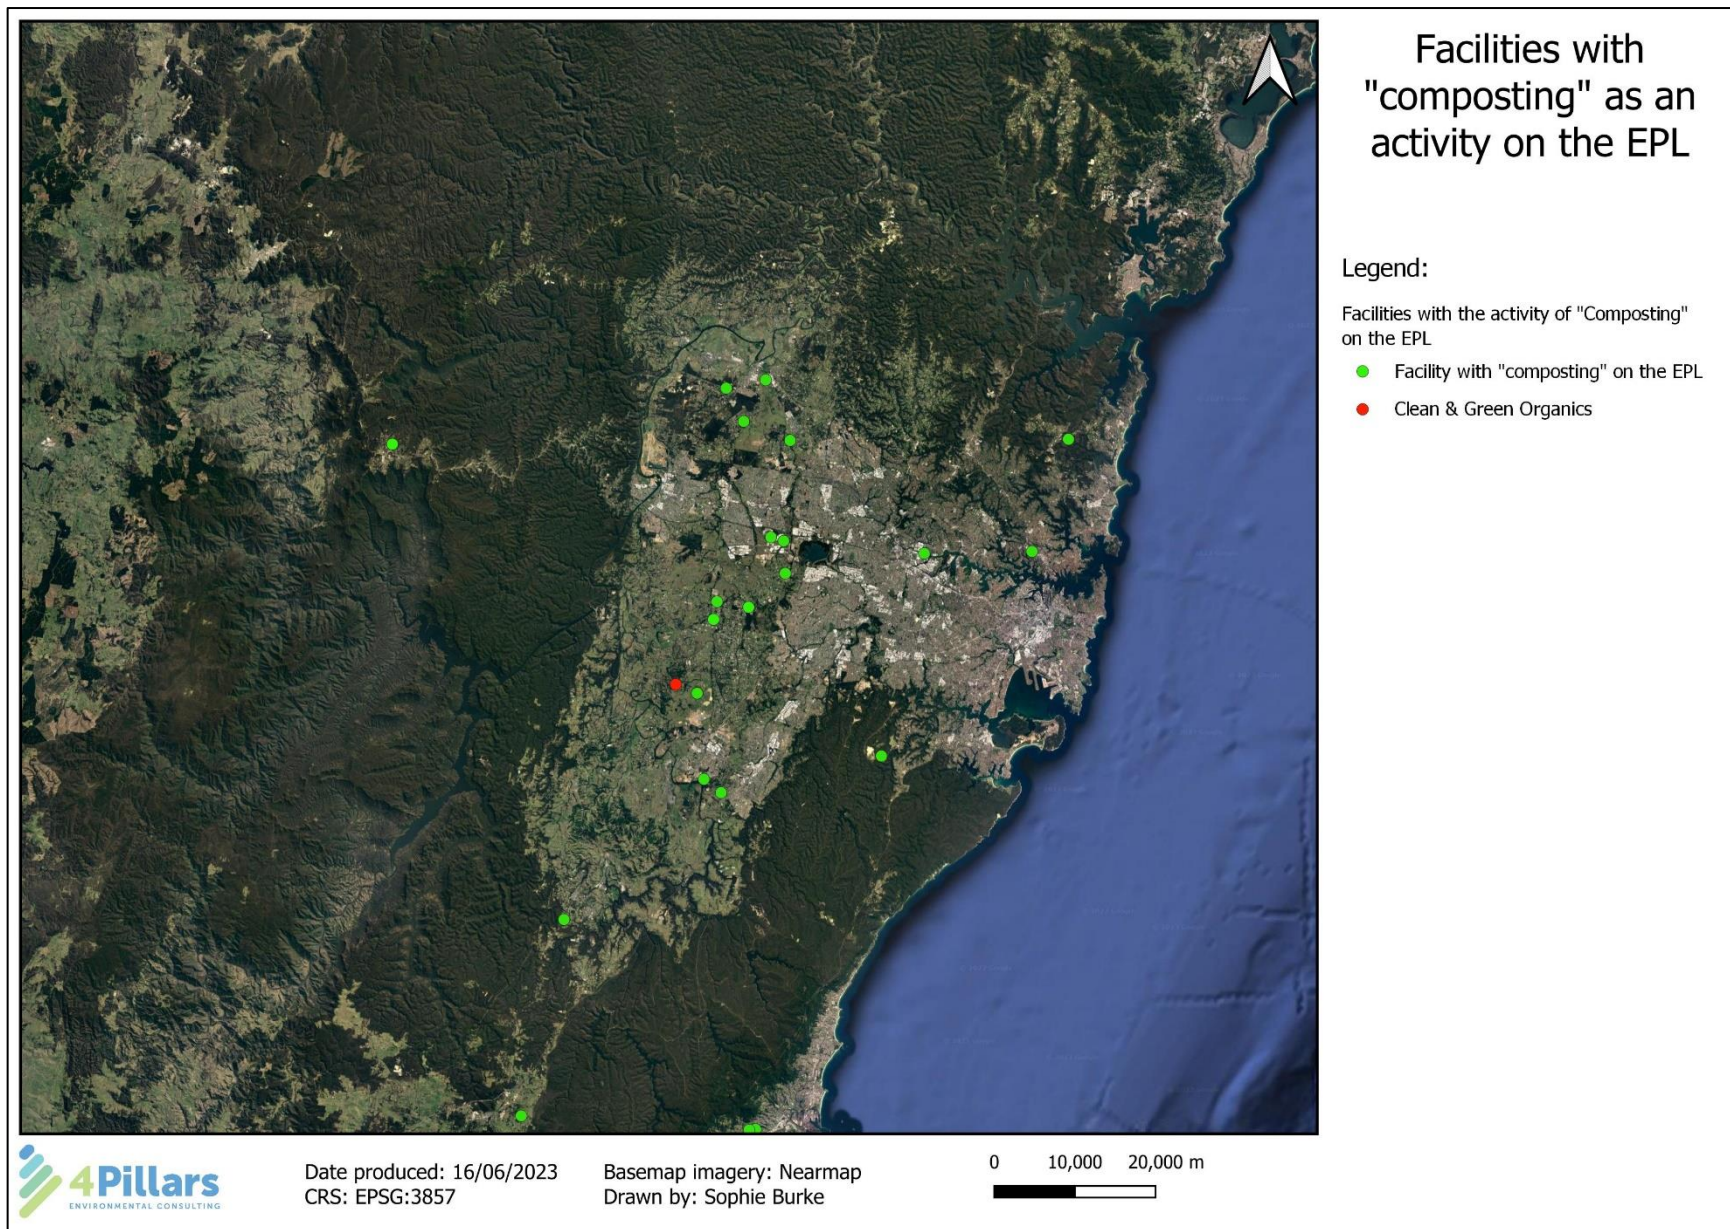 Facilities with
"composting" as an
activity on the EPL
Legend:
Facilities with the activity of "Composting"
on the EPL
Facility with "composting" on the EPL
Clean & Green Organics
4Pillars
ENVIRONMENTAL CONSULTING
Date produced: 16/06/2023
CRS: EPSG:3857
Basemap imagery: Nearmap
Drawn by: Sophie Burke
0 10,000 20,000 m